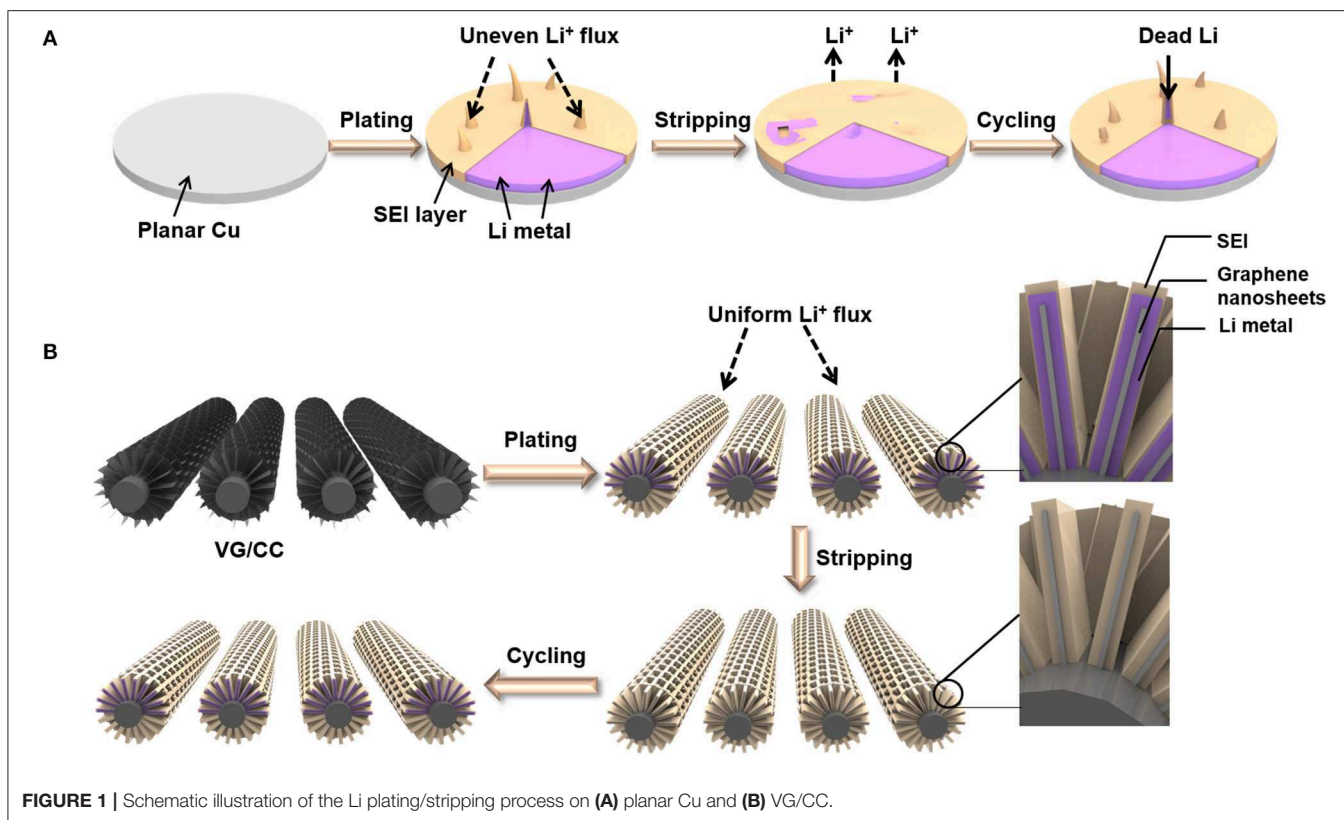 A
Uneven Li⁺ flux
Li⁺
Li⁺
Dead Li
Plating
Stripping
Cycling
Planar Cu
SEI layer
Li metal
B
Uniform Li⁺ flux
SEI
Graphene
nanosheets
Li metal
Plating
VG/CC
Stripping
Cycling
FIGURE 1 | Schematic illustration of the Li plating/stripping process on (A) planar Cu and (B) VG/CC.